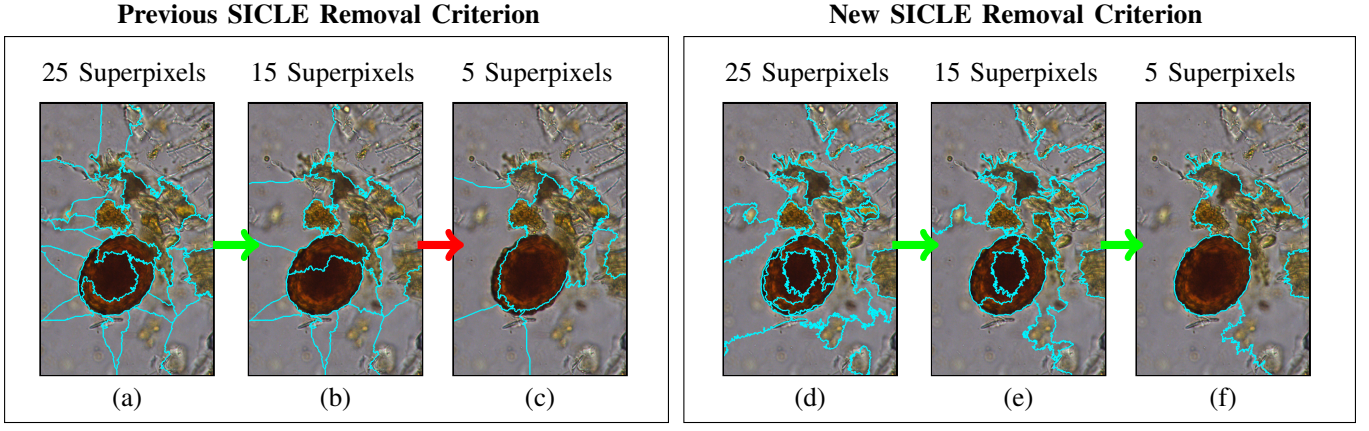 Previous SICLE Removal Criterion
New SICLE Removal Criterion
25 Superpixels
15 Superpixels
5 Superpixels
25 Superpixels
15 Superpixels
5 Superpixels
(a)
(b)
(c)
(d)
(e)
(f)